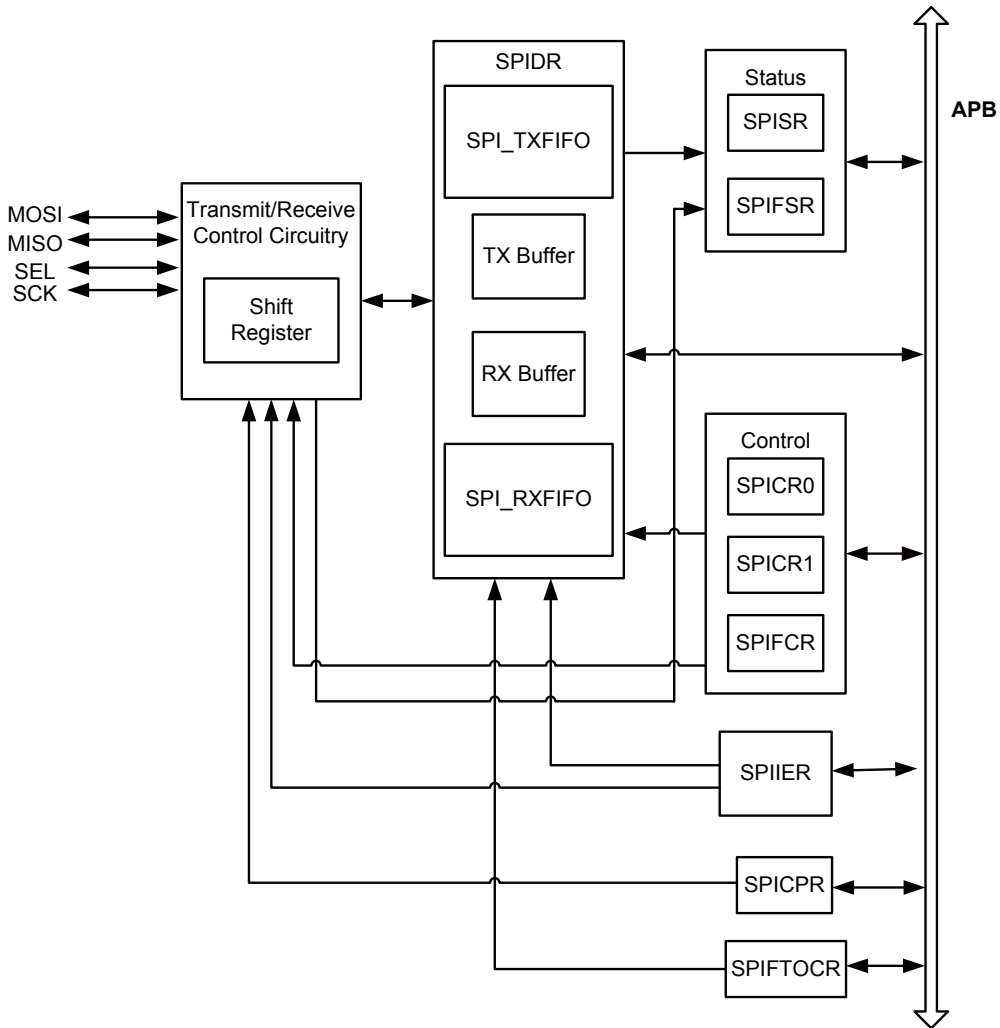 SPIDR
SPI_TXFIFO
TX Buffer
RX Buffer
SPI_RXFIFO
Status
SPISR
SPIFSR
APB
MOSI
MISO
SEL
SCK
Transmit/Receive
Control Circuitry
Shift
Register
Control
SPICR0
SPICR1
SPIFCR
SPIIER
SPICPR
SPIFTOCR